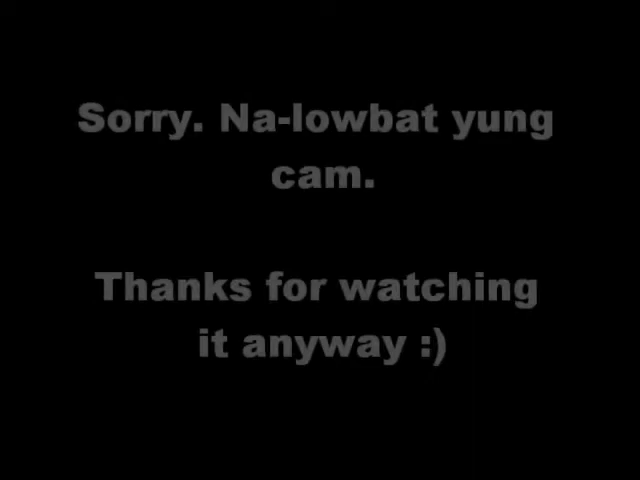 Sorry. Na-lowbat yung
cam.
Thanks for watching
it anyway :)